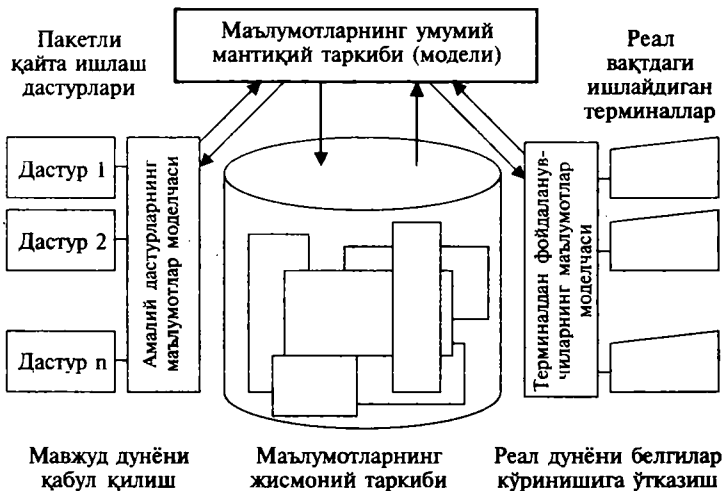 Пакетли
қайта ишлаш
дастурлари
Маълумотларнинг умумий
мантиқий таркиби (модели)
Реал
вақтдаги
ишлайдиган
терминаллар
Дастур 1
Дастур 2
Дастур n
Амалий дастурларнинг
маълумотлар моделчаси
Терминалдан фойдаланув-
чиларнинг маълумотлар
моделчаси
Мавжуд дунёни
қабул қилиш
Маълумотларнинг
жисмоний таркиби
Реал дунёни белгилар
кўринишига ўтказиш